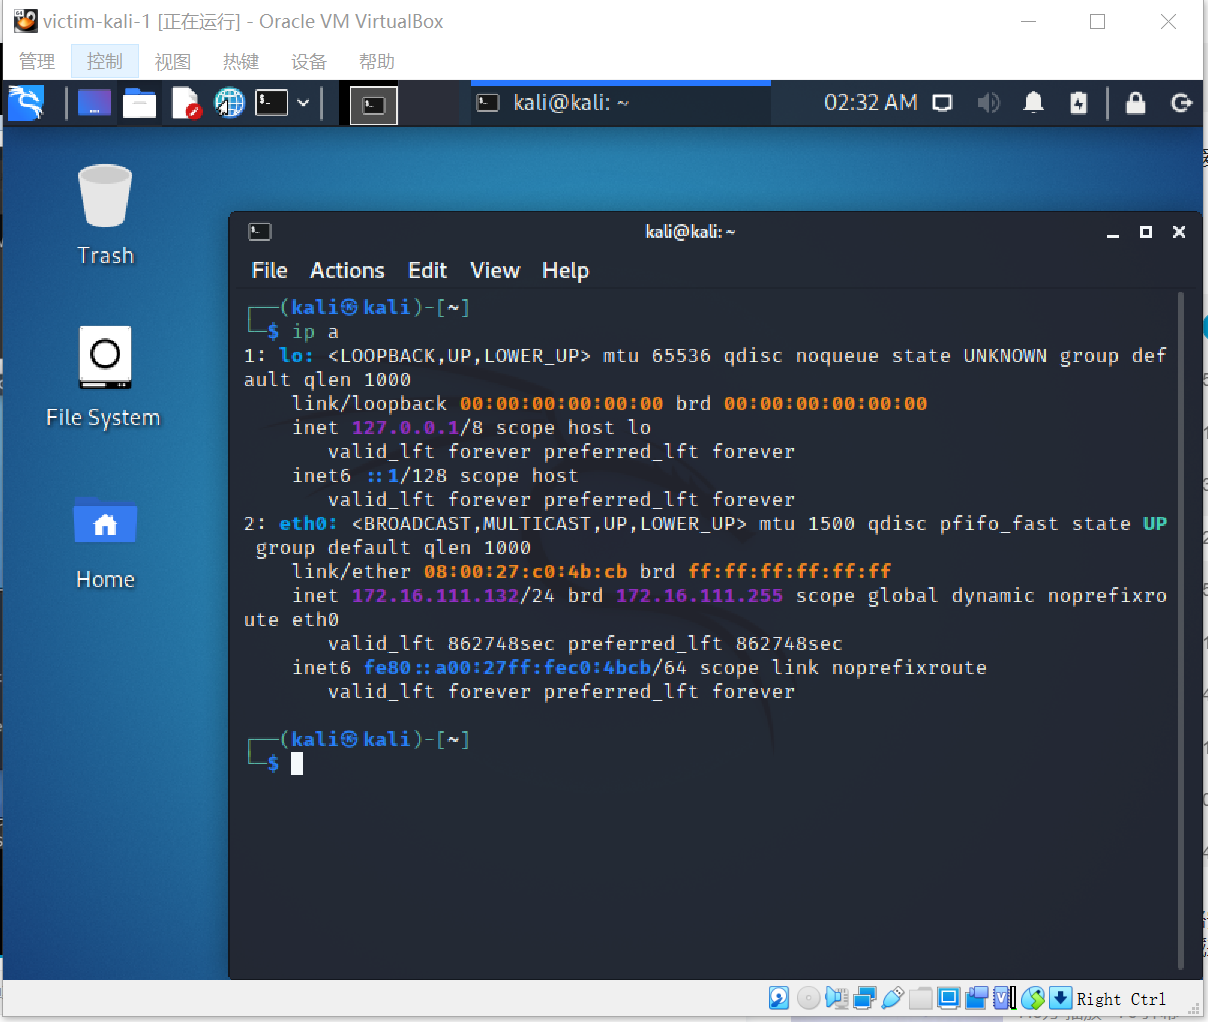 victim-kali-1 [正在运行] - Oracle VM VirtualBox
管理 控制 视图 热键 设备 帮助
kali@kali: ~ 02:32 AM
Trash
File System
Home
kali@kali: ~
File Actions Edit View Help
┌──(kali㉿kali)-[~]
└─$ ip a
1: lo: <LOOPBACK,UP,LOWER_UP> mtu 65536 qdisc noqueue state UNKNOWN group def
ault qlen 1000
    link/loopback 00:00:00:00:00:00 brd 00:00:00:00:00:00
    inet 127.0.0.1/8 scope host lo
       valid_lft forever preferred_lft forever
    inet6 ::1/128 scope host
       valid_lft forever preferred_lft forever
2: eth0: <BROADCAST,MULTICAST,UP,LOWER_UP> mtu 1500 qdisc pfifo_fast state UP
 group default qlen 1000
    link/ether 08:00:27:c0:4b:cb brd ff:ff:ff:ff:ff:ff
    inet 172.16.111.132/24 brd 172.16.111.255 scope global dynamic noprefixro
ute eth0
       valid_lft 862748sec preferred_lft 862748sec
    inet6 fe80::a00:27ff:fec0:4bcb/64 scope link noprefixroute
       valid_lft forever preferred_lft forever
┌──(kali㉿kali)-[~]
└─$
Right Ctrl